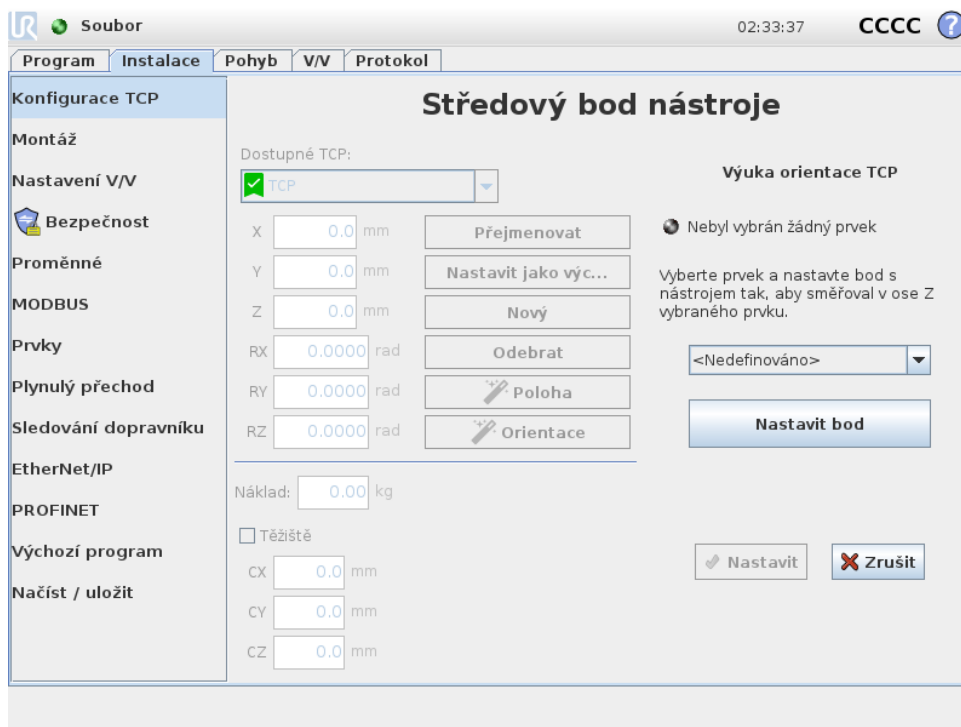 UR
Soubor
02:33:37
CCCC
?
Program
Instalace
Pohyb
V/V
Protokol
Konfigurace TCP
Montáž
Nastavení V/V
Bezpečnost
Proměnné
MODBUS
Prvky
Plynulý přechod
Sledování dopravníku
EtherNet/IP
PROFINET
Výchozí program
Načíst / uložit
Středový bod nástroje
Dostupné TCP:
TCP
X 0.0 mm
Přejmenovat
Y 0.0 mm
Nastavit jako výc...
Z 0.0 mm
Nový
RX 0.0000 rad
Odebrat
RY 0.0000 rad
Poloha
RZ 0.0000 rad
Orientace
Náklad: 0.00 kg
Těžiště
CX 0.0 mm
CY 0.0 mm
CZ 0.0 mm
Výuka orientace TCP
Nebyl vybrán žádný prvek
Vyberte prvek a nastavte bod s
nástrojem tak, aby směřoval v ose Z
vybraného prvku.
<Nedefinováno>
Nastavit bod
Nastavit
Zrušit